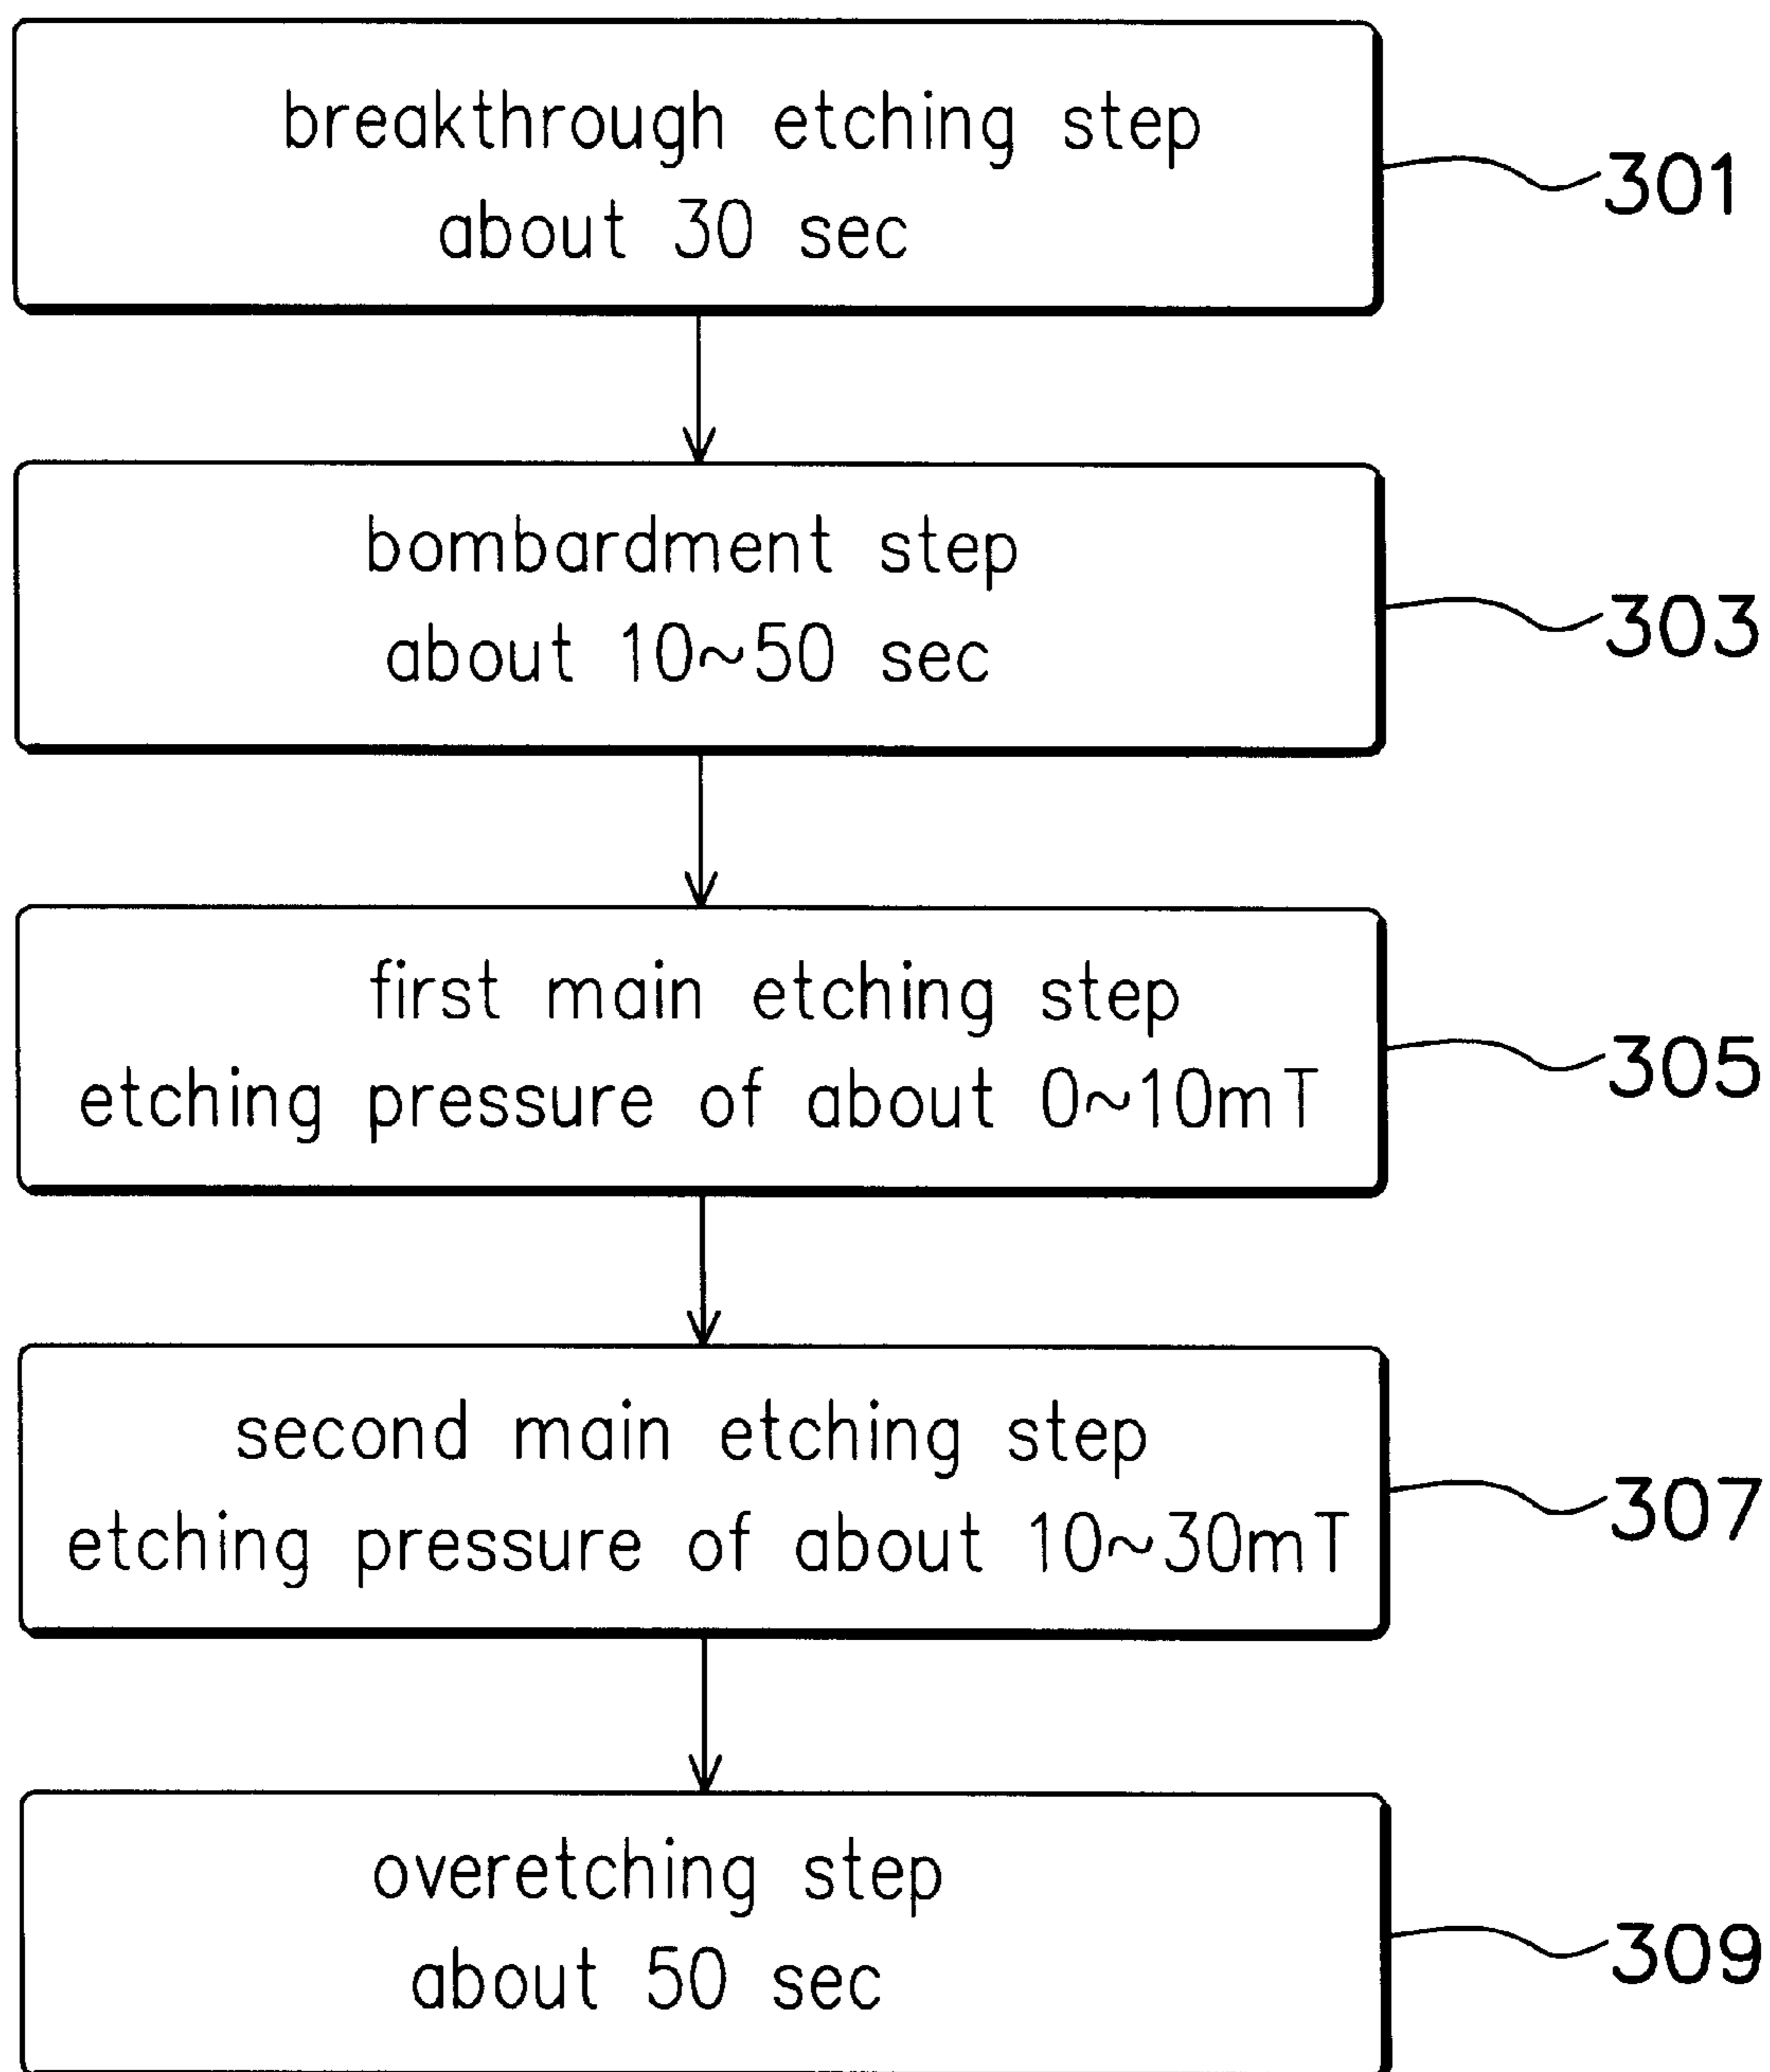 breakthrough etching step
about 30 sec
301
bombardment step
about 10~50 sec
303
first main etching step
etching pressure of about 0~10mT
305
second main etching step
etching pressure of about 10~30mT
307
overetching step
about 50 sec
309